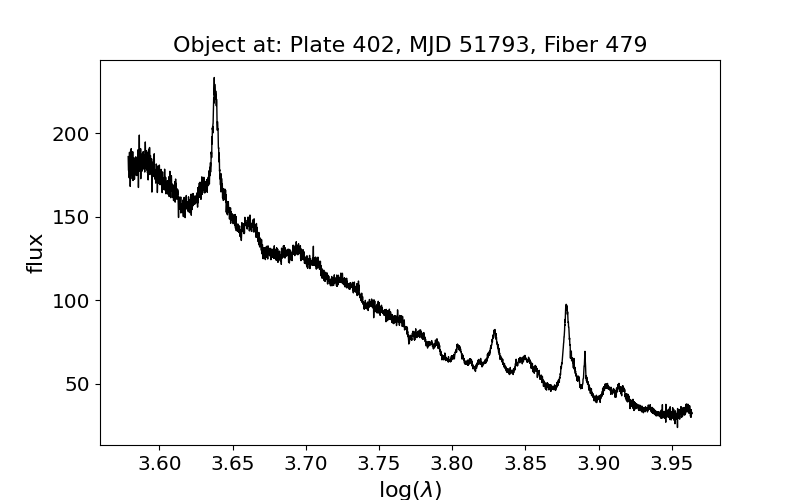 Object at: Plate 402, MJD 51793, Fiber 479
200
150
100
50
flux
3.60 3.65 3.70 3.75 3.80 3.85 3.90 3.95
log(λ)